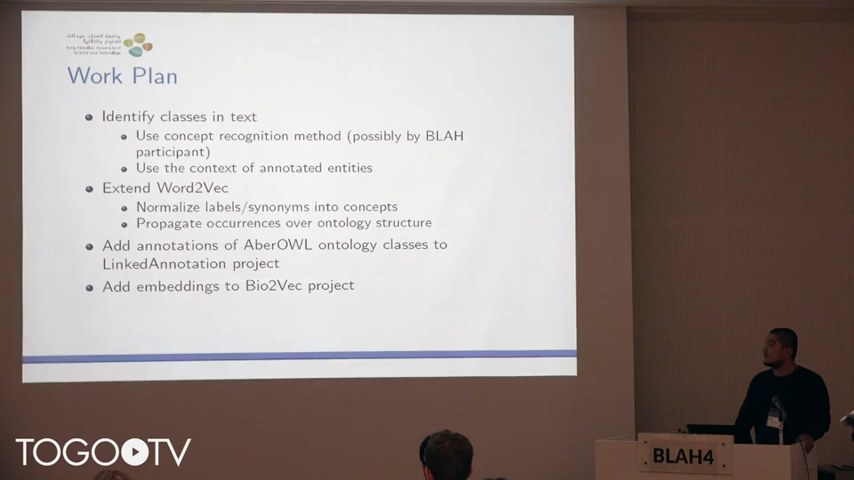 Work Plan
Identify classes in text
Use concept recognition method (possibly by BLAH
participant)
Use the context of annotated entities
Extend Word2Vec
Normalize labels/synonyms into concepts
Propagate occurrences over ontology structure
Add annotations of AberOWL ontology classes to
LinkedAnnotation project
Add embeddings to Bio2Vec project
BLAH4
TOGO TV